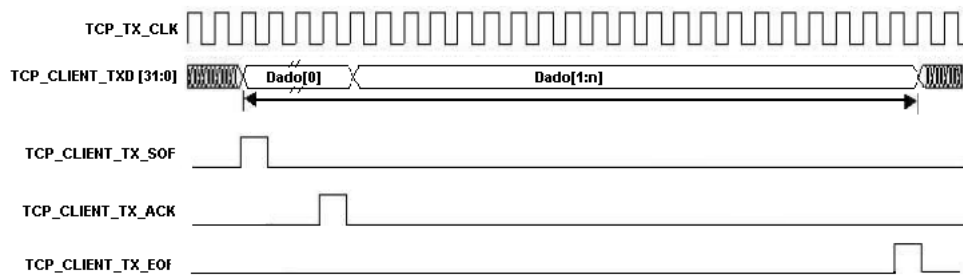 TCP_TX_CLK
TCP_CLIENT_TXD [31:0]
Dado[0]
Dado[1:n]
TCP_CLIENT_TX_SOF
TCP_CLIENT_TX_ACK
TCP_CLIENT_TX_EOF